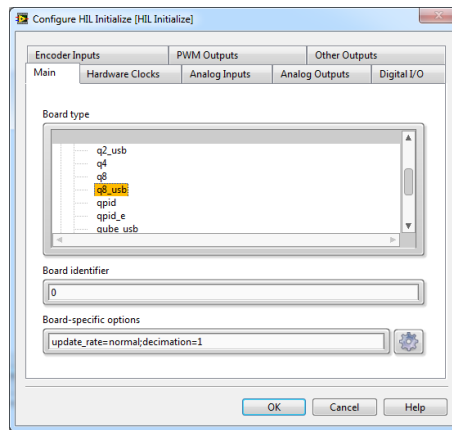 Configure HIL Initialize [HIL Initialize]
Encoder Inputs PWM Outputs Other Outputs
Main Hardware Clocks Analog Inputs Analog Outputs Digital I/O
Board type
q2_usb
q4
q8
q8_usb
qpid
qpid_e
qube_usb
Board identifier
0
Board-specific options
update_rate=normal;decimation=1
OK Cancel Help